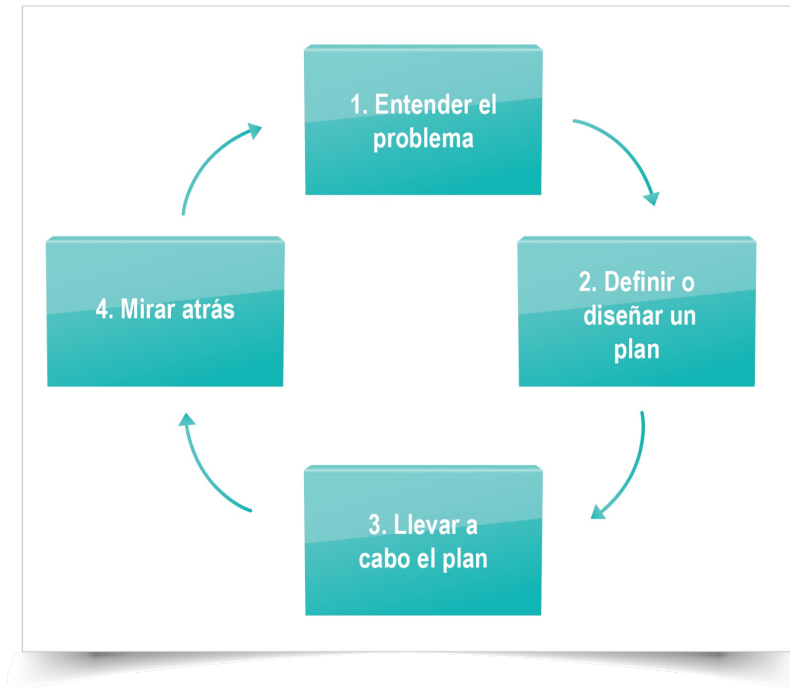 1. Entender el
problema
2. Definir o
diseñar un
plan
3. Llevar a
cabo el plan
4. Mirar atrás